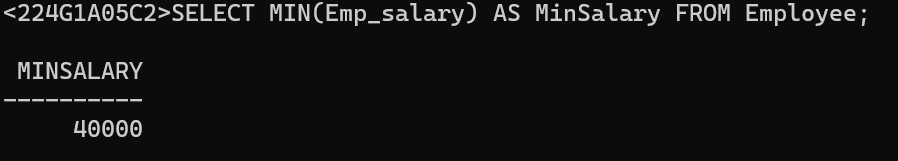 <224G1A05C2>SELECT MIN(Emp_salary) AS MinSalary FROM Employee;
MINSALARY
----------
40000